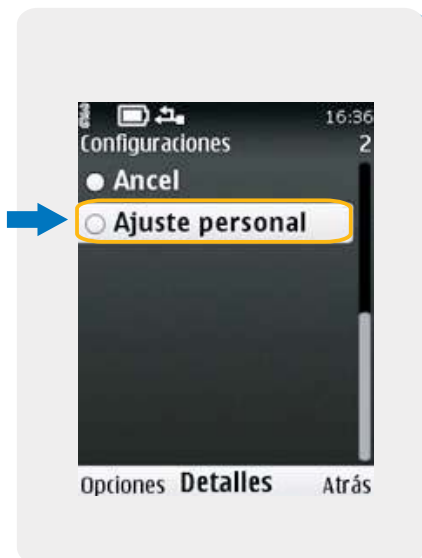 16:36
Configuraciones 2
Ancel
Ajuste personal
Opciones Detalles Atrás